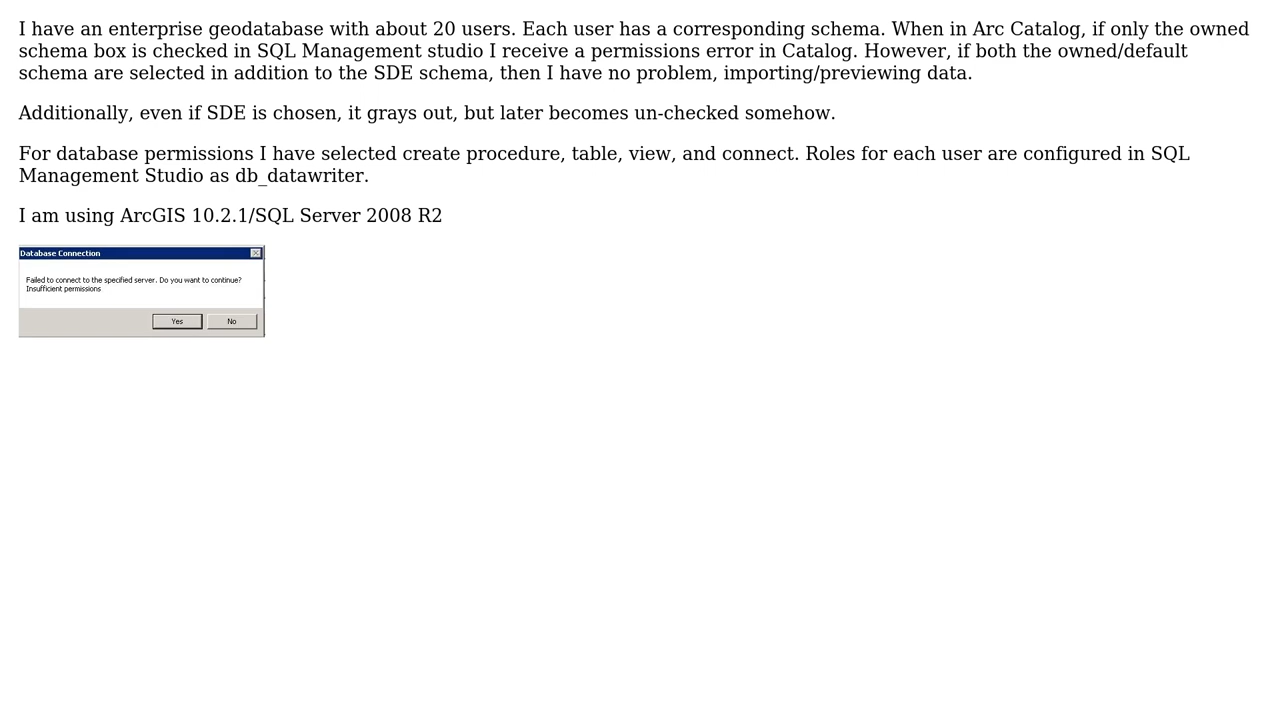 I have an enterprise geodatabase with about 20 users. Each user has a corresponding schema. When in Arc Catalog, if only the owned
schema box is checked in SQL Management studio I receive a permissions error in Catalog. However, if both the owned/default
schema are selected in addition to the SDE schema, then I have no problem, importing/previewing data.
Additionally, even if SDE is chosen, it grays out, but later becomes un-checked somehow.
For database permissions I have selected create procedure, table, view, and connect. Roles for each user are configured in SQL
Management Studio as db_datawriter.
I am using ArcGIS 10.2.1/SQL Server 2008 R2
Database Connection
Failed to connect to the specified server. Do you want to continue?
Insufficient permissions
Yes No